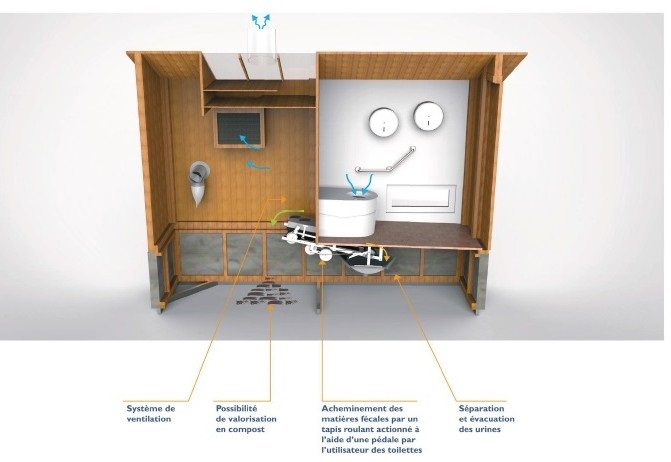 Système de
ventilation
Possibilité
de valorisation
en compost
Acheminement des
matières fécales par un
tapis roulant actionné à
l'aide d'une pédale par
l'utilisateur des toilettes
Séparation
et évacuation
des urines